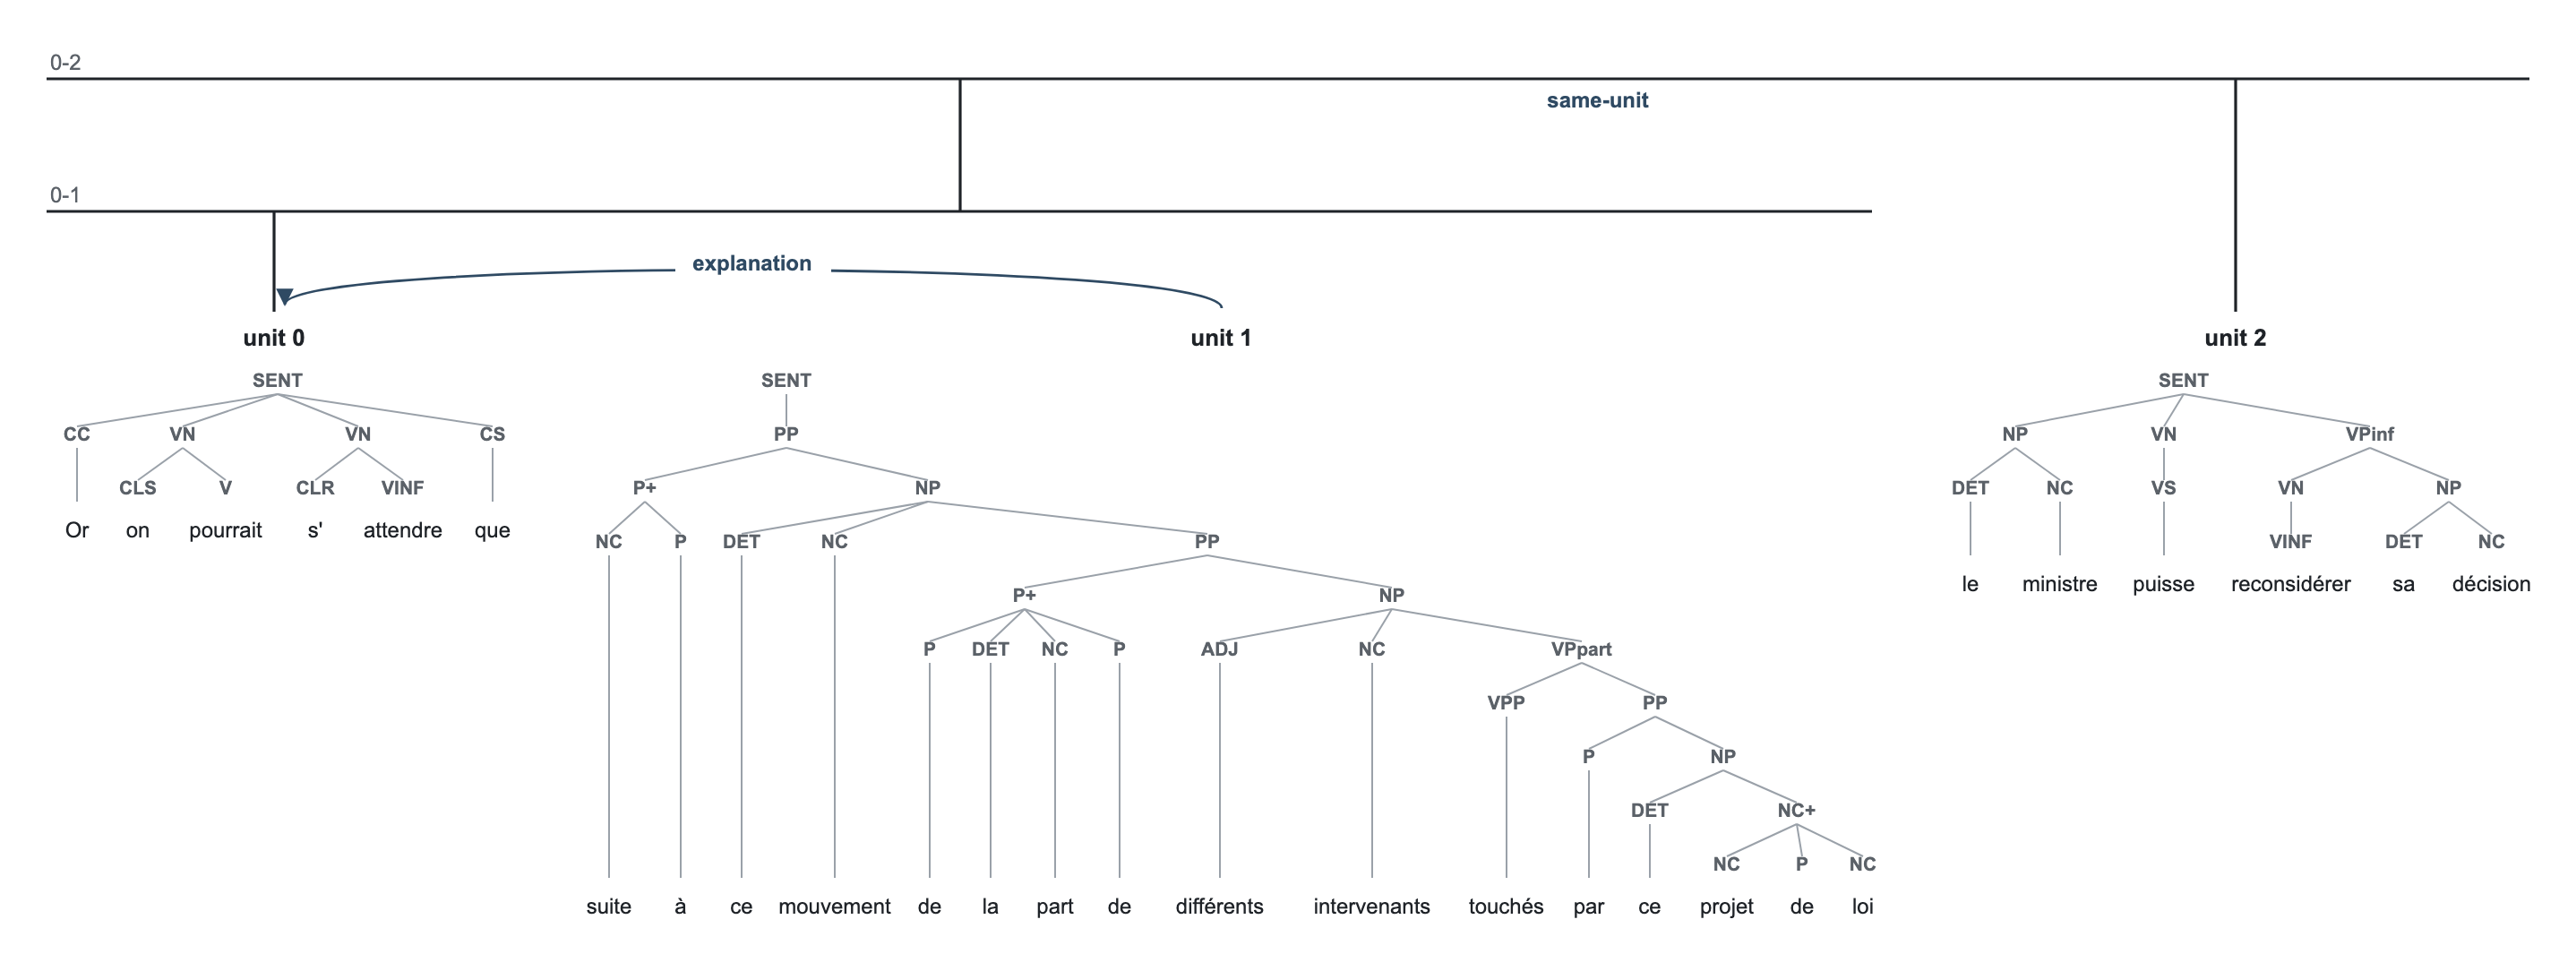 0-2
same-unit
0-1
explanation
unit 0 unit 1 unit 2
SENT SENT SENT
CC VN VN CS PP NP VN VPinf
CLS V CLR VINF P+ NP DET NC VS VN NP
Or on pourrait s' attendre que NC P DET NC PP VINF DET NC
le ministre puisse reconsidérer sa décision
P+ NP
P DET NC P ADJ NC VPpart
VPP PP
P NP
DET NC+
NC P NC
suite à ce mouvement de la part de différents intervenants touchés par ce projet de loi